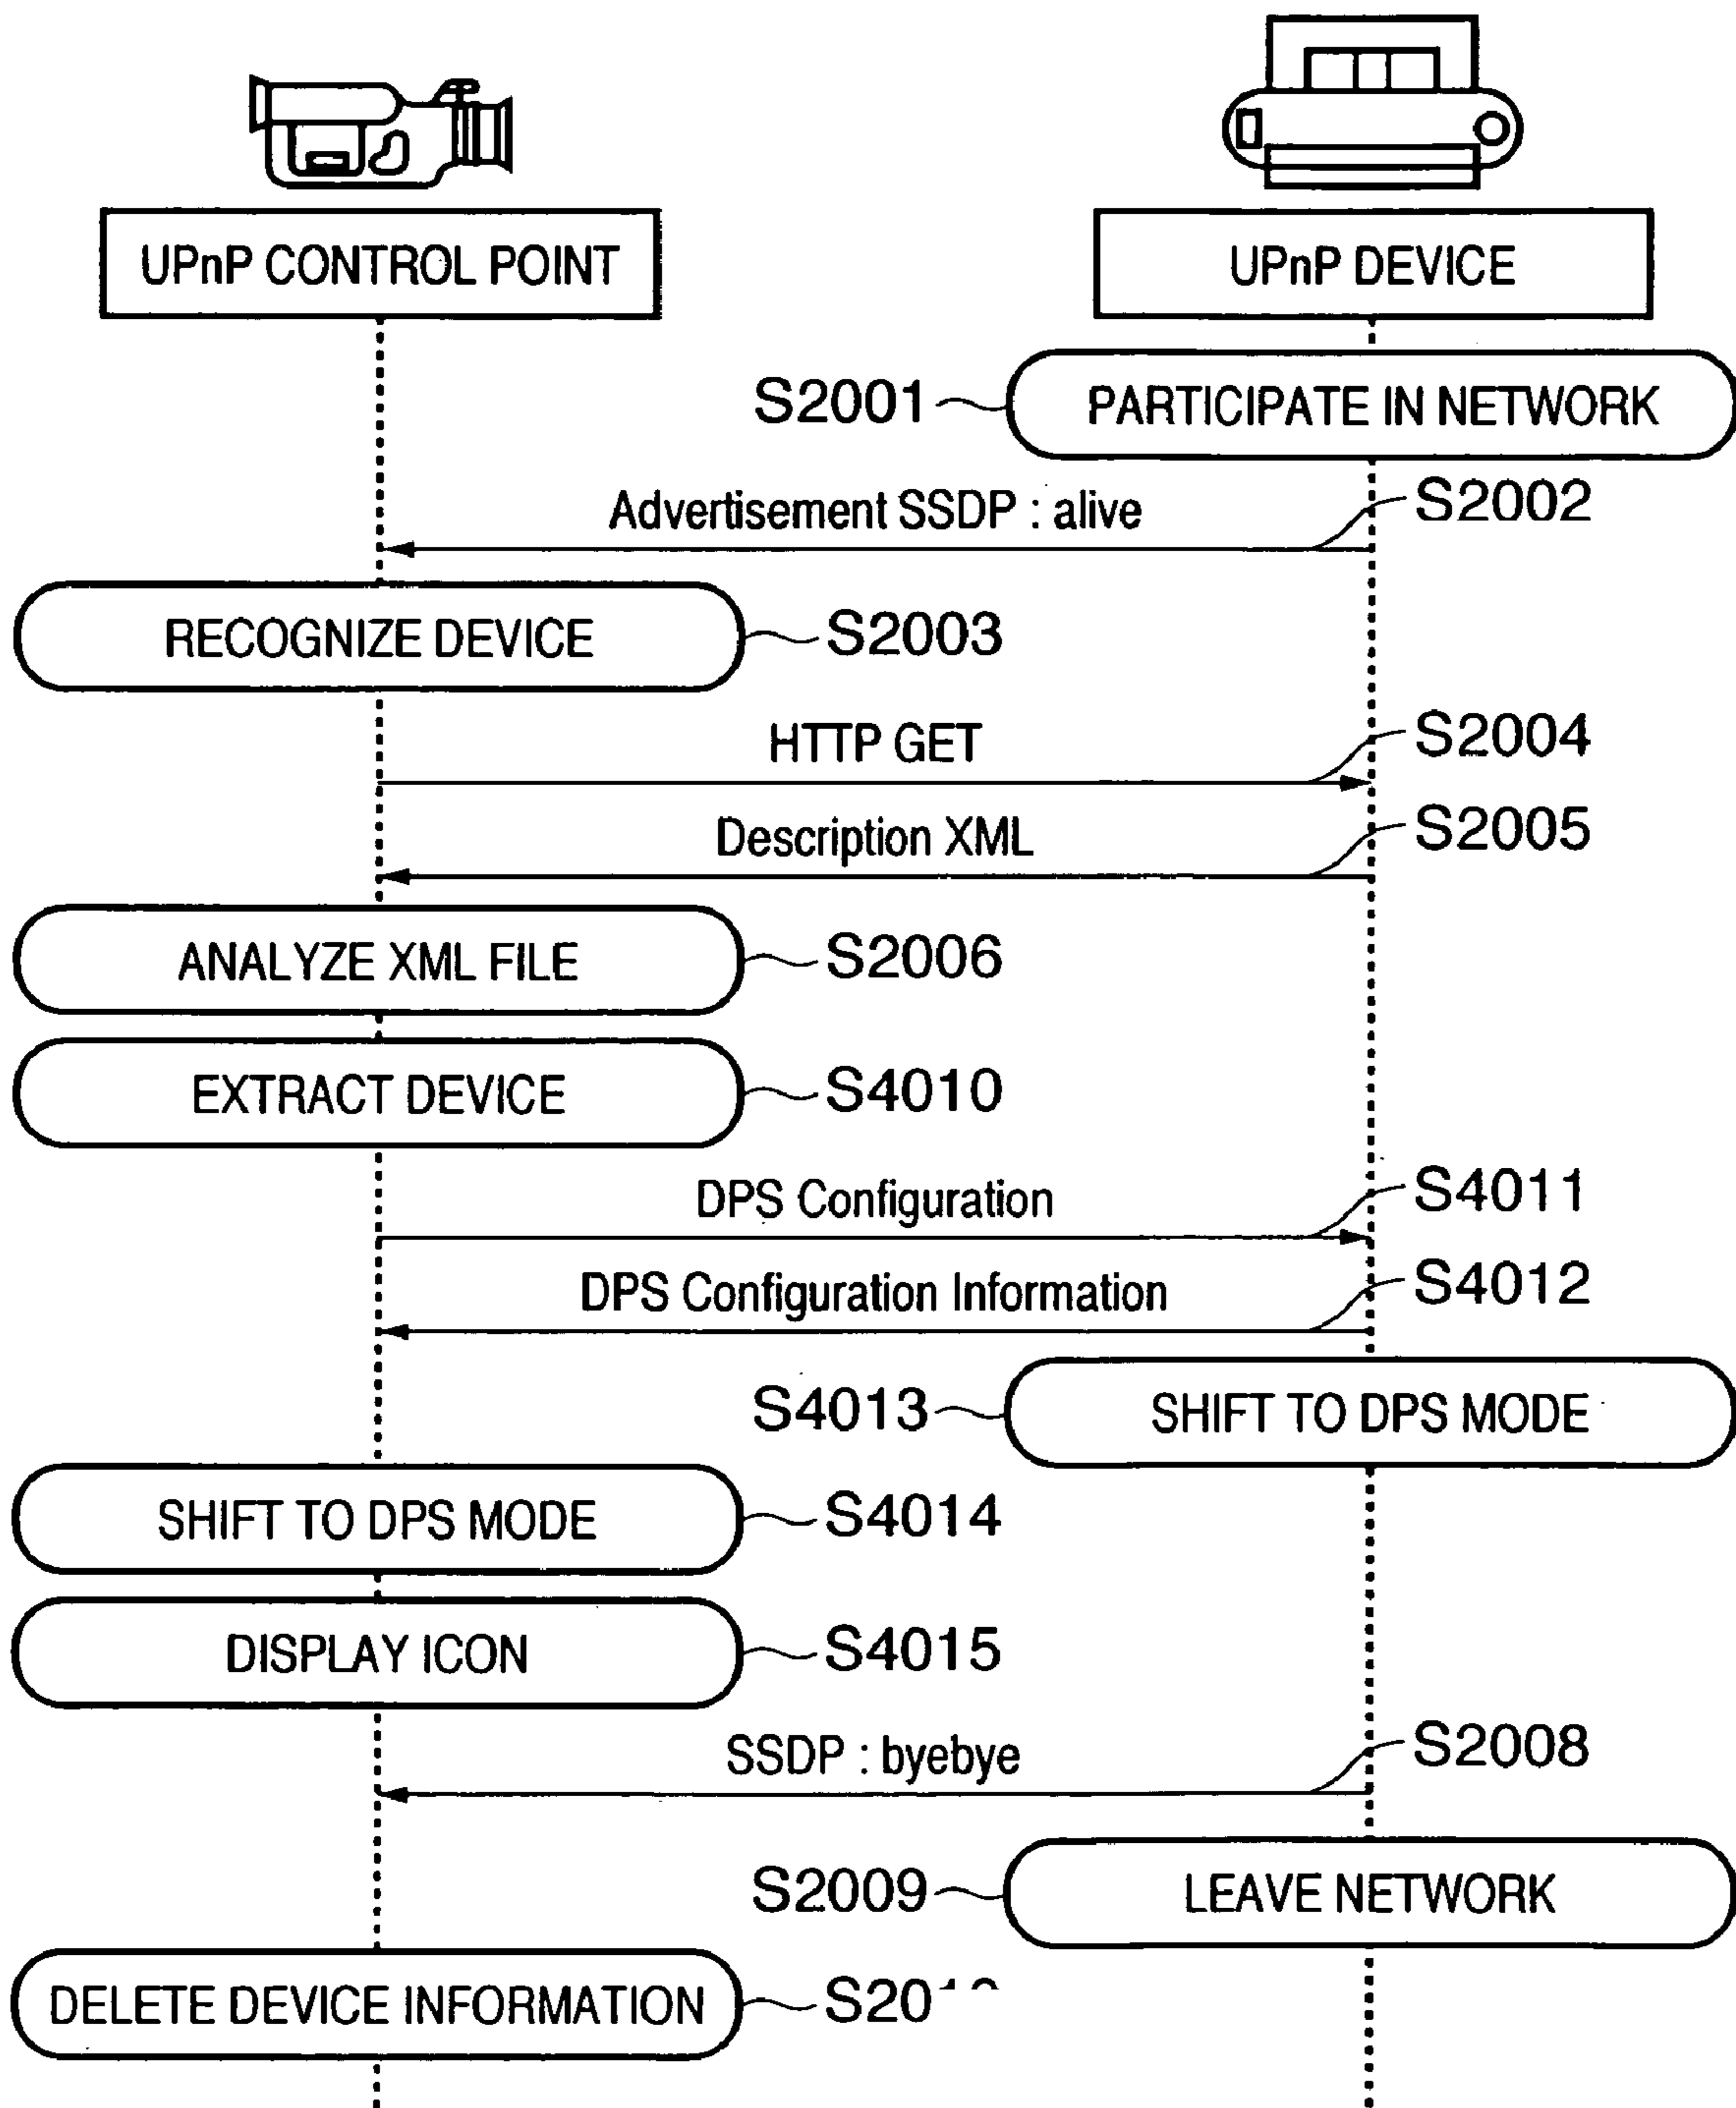 UPnP CONTROL POINT
UPnP DEVICE
S2001
PARTICIPATE IN NETWORK
Advertisement SSDP : alive
S2002
RECOGNIZE DEVICE
S2003
HTTP GET
S2004
Description XML
S2005
ANALYZE XML FILE
S2006
EXTRACT DEVICE
S4010
DPS Configuration
S4011
DPS Configuration Information
S4012
S4013
SHIFT TO DPS MODE
SHIFT TO DPS MODE
S4014
DISPLAY ICON
S4015
SSDP : byebye
S2008
S2009
LEAVE NETWORK
DELETE DEVICE INFORMATION